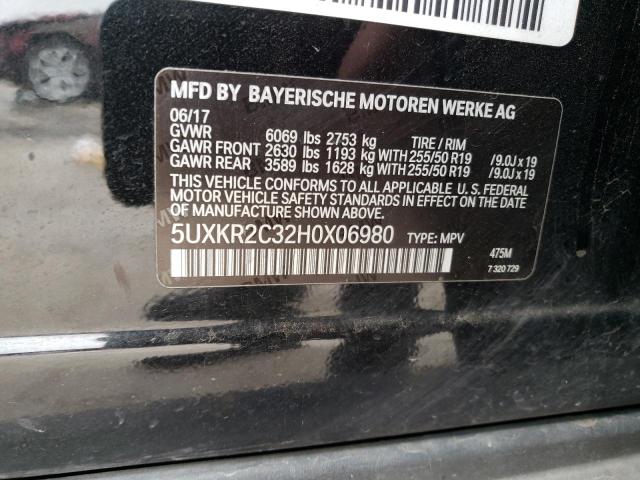 MFD BY BAYERISCHE MOTOREN WERKE AG
06/17
GVWR 6069 lbs 2753 kg TIRE / RIM
GAWR FRONT 2630 lbs 1193 kg WITH 255/50 R19 /9.0J x 19
GAWR REAR 3589 lbs 1628 kg WITH 255/50 R19 /9.0J x 19
THIS VEHICLE CONFORMS TO ALL APPLICABLE U.S. FEDERAL
MOTOR VEHICLE SAFETY STANDARDS IN EFFECT ON THE DATE
OF MANUFACTURE SHOWN ABOVE.
5UXKR2C32H0X06980 TYPE: MPV
475M
7 320 729